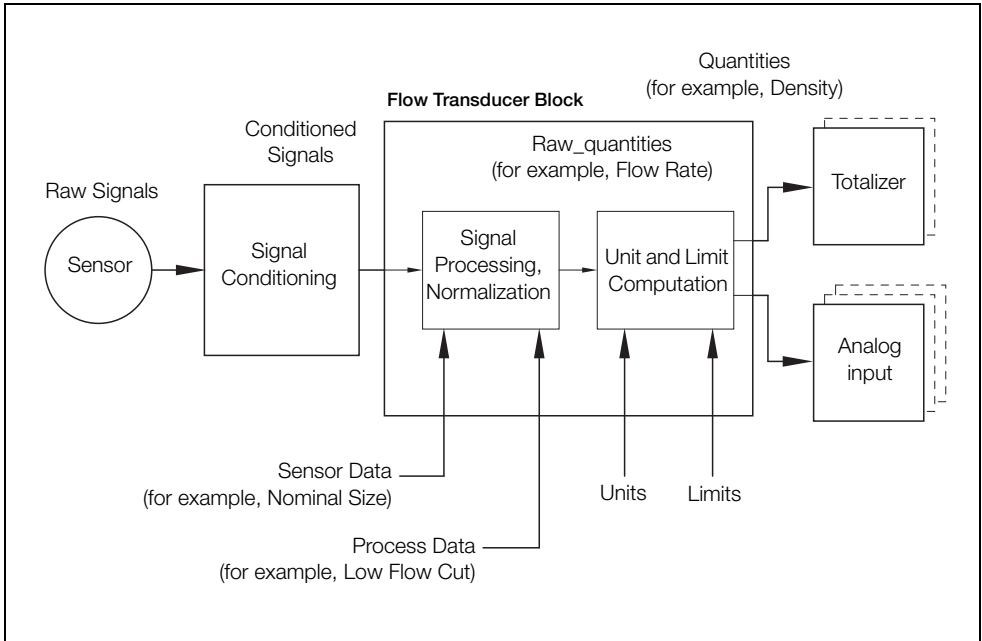 Quantities
(for example, Density)
Flow Transducer Block
Conditioned
Signals
Raw_quantities
(for example, Flow Rate)
Raw Signals
Totalizer
Sensor
Signal
Conditioning
Signal
Processing,
Normalization
Unit and Limit
Computation
Analog
input
Sensor Data
(for example, Nominal Size)
Units
Limits
Process Data
(for example, Low Flow Cut)